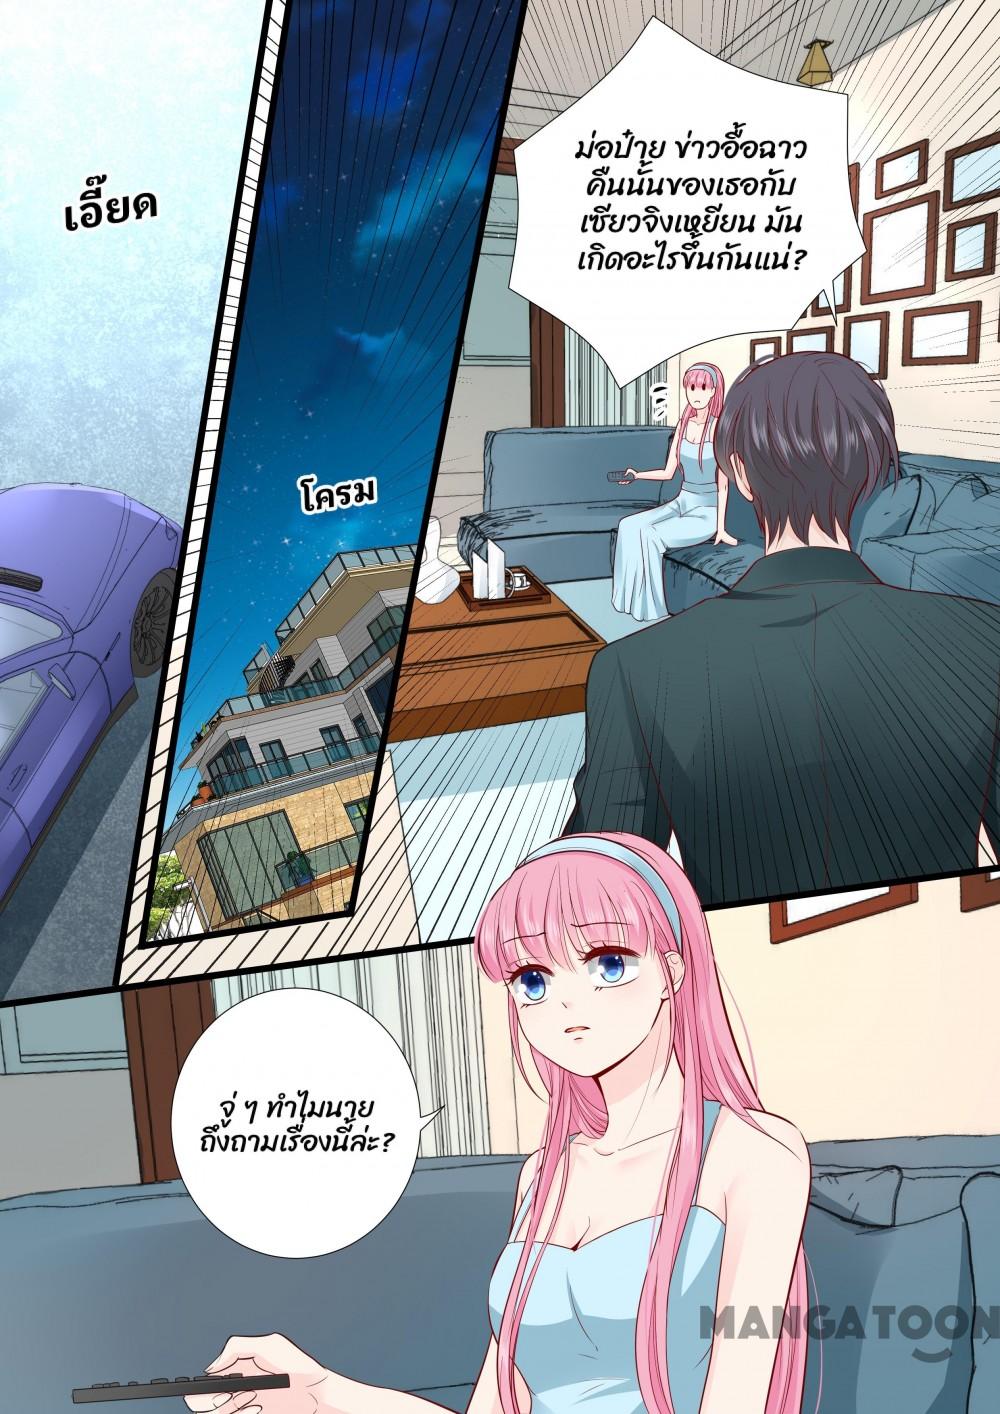 เอี๊ยด
โครม
ม่อป๋าย ข่าวอื้อฉาว
คืนนั้นของเธอกับ
เซียวจิงเหยียน มัน
เกิดอะไรขึ้นกันแน่?
จู่ ๆ ทำไมนาย
ถึงถามเรื่องนี้ล่ะ?
MANGATOON